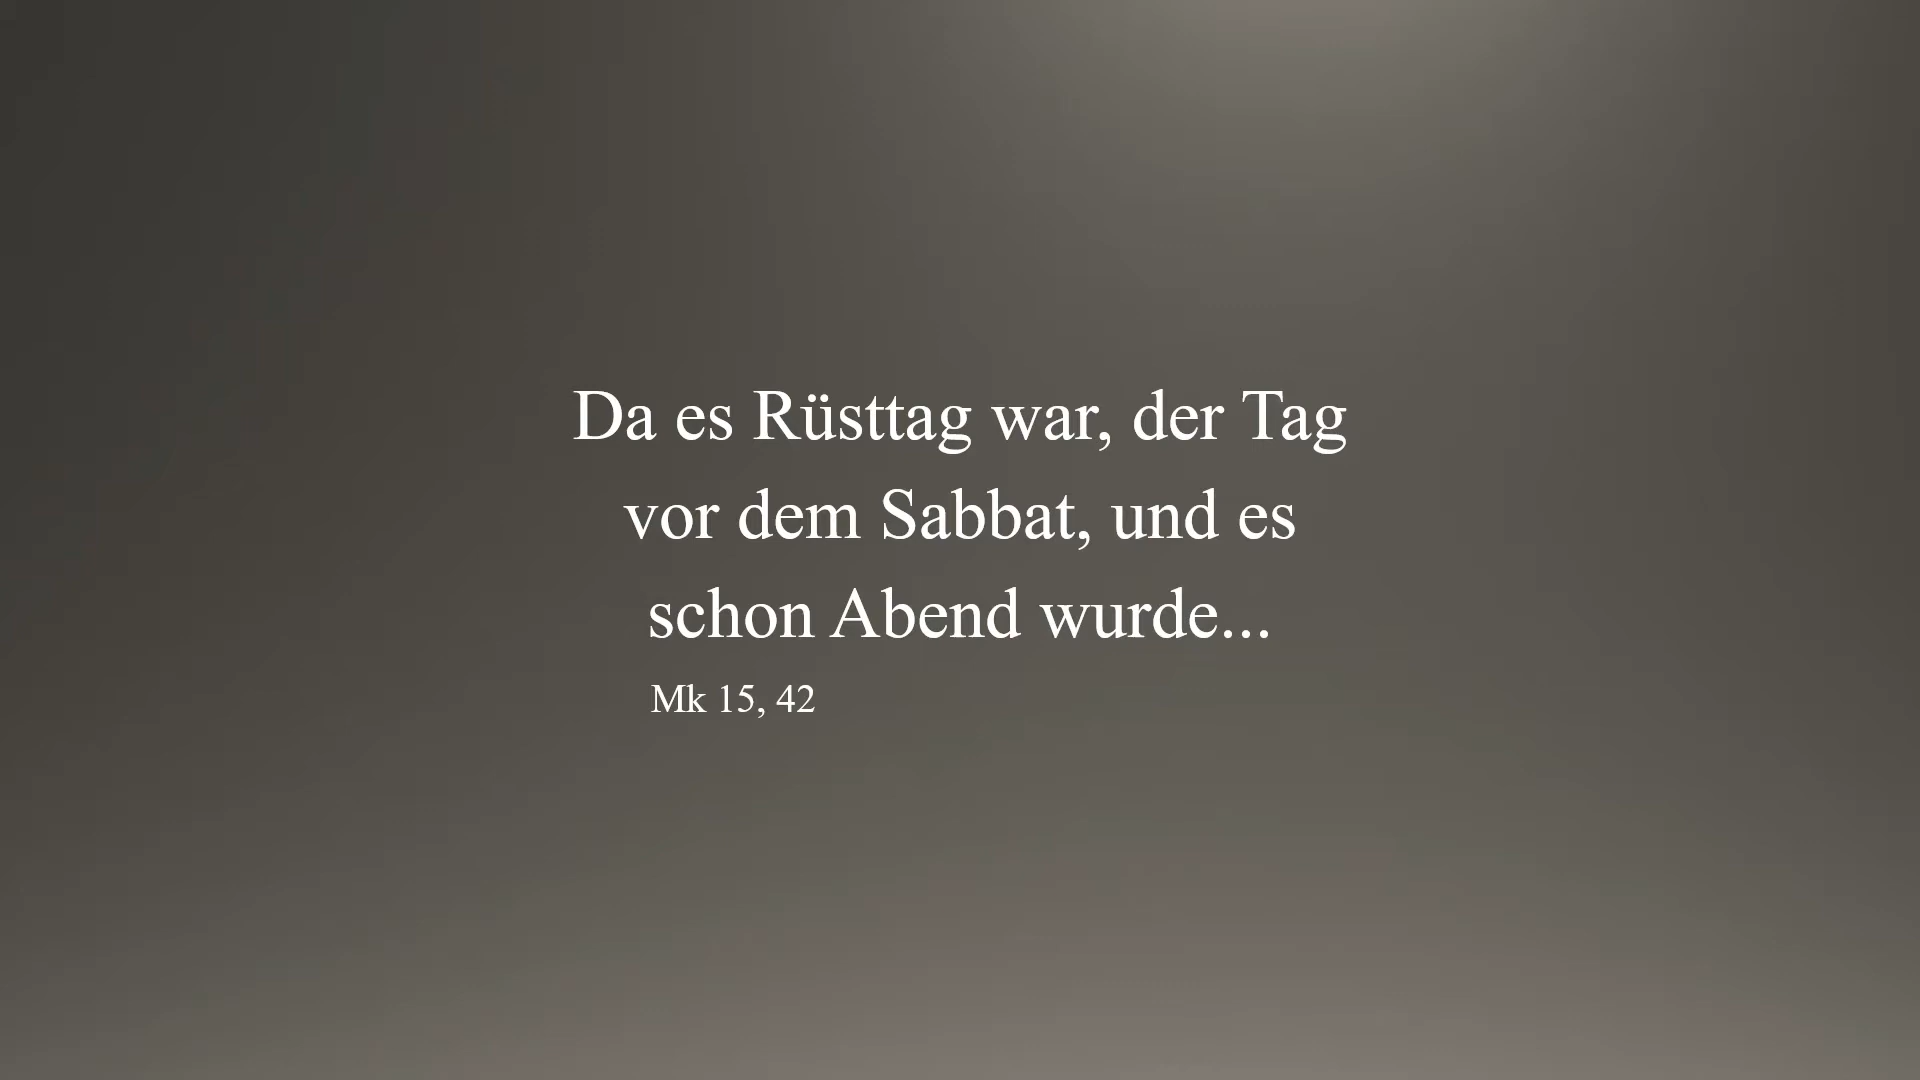 Da es Rüsttag war, der Tag
vor dem Sabbat, und es
schon Abend wurde...
Mk 15, 42